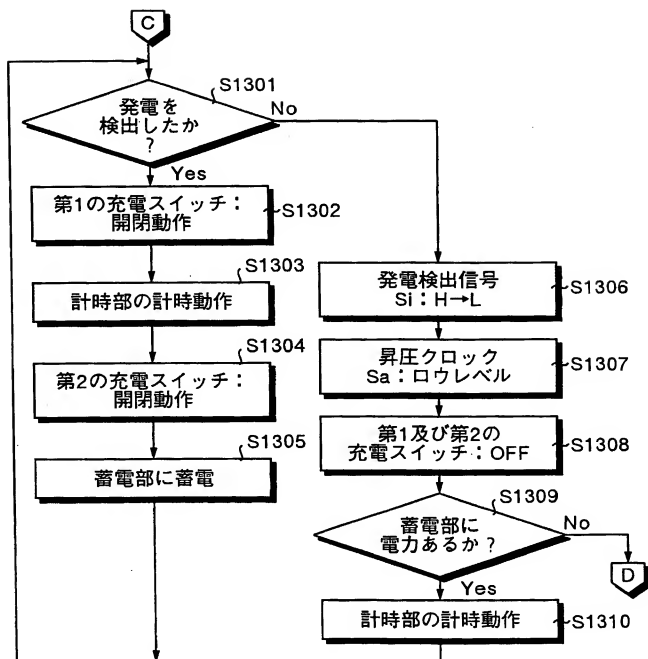 C
S1301
発電を
検出したか
?
No
Yes
第1の充電スイッチ:
開閉動作
S1302
S1303
計時部の計時動作
S1304
第2の充電スイッチ:
開閉動作
S1305
蓄電部に蓄電
発電検出信号
Si:H→L
S1306
昇圧クロック
Sa:ロウレベル
S1307
第1及び第2の
充電スイッチ:OFF
S1308
S1309
蓄電部に
電力あるか?
No
D
Yes
計時部の計時動作
S1310